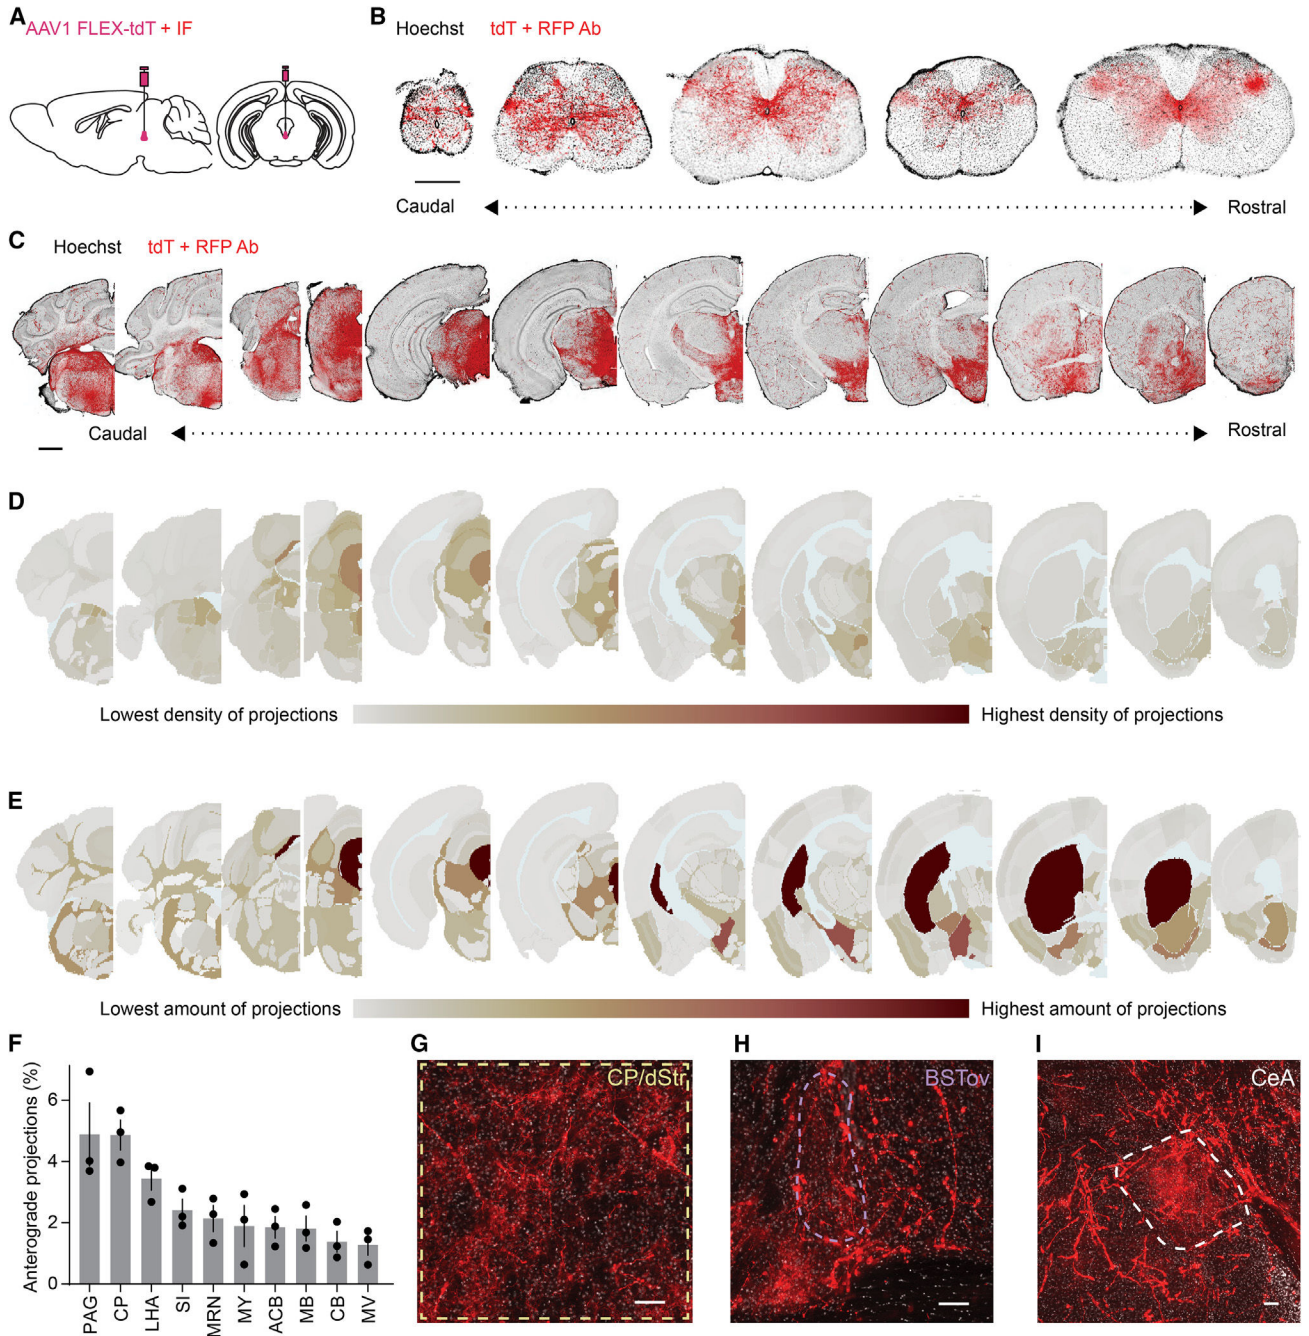 A
AAV1 FLEX-tdT + IF
B
Hoechst tdT + RFP Ab
Caudal Rostral
C
Hoechst tdT + RFP Ab
Caudal Rostral
D
Lowest density of projections Highest density of projections
E
Lowest amount of projections Highest amount of projections
F
Anterograde projections (%)
6
4
2
0
PAG CP LHA SI MRN MY ACB MB CB MV
G
CP/dStr
H
BSTov
I
CeA